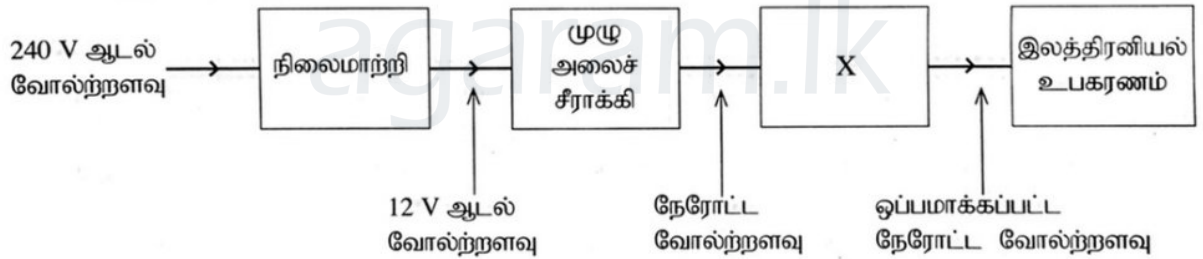 240 V ஆடல்
வோல்ற்றளவு
நிலைமாற்றி
முழு
அலைச்
சீராக்கி
X
இலத்திரனியல்
உபகரணம்
12 V ஆடல்
வோல்ற்றளவு
நேரோட்ட
வோல்ற்றளவு
ஒப்பமாக்கப்பட்ட
நேரோட்ட வோல்ற்றளவு
agaram.lk